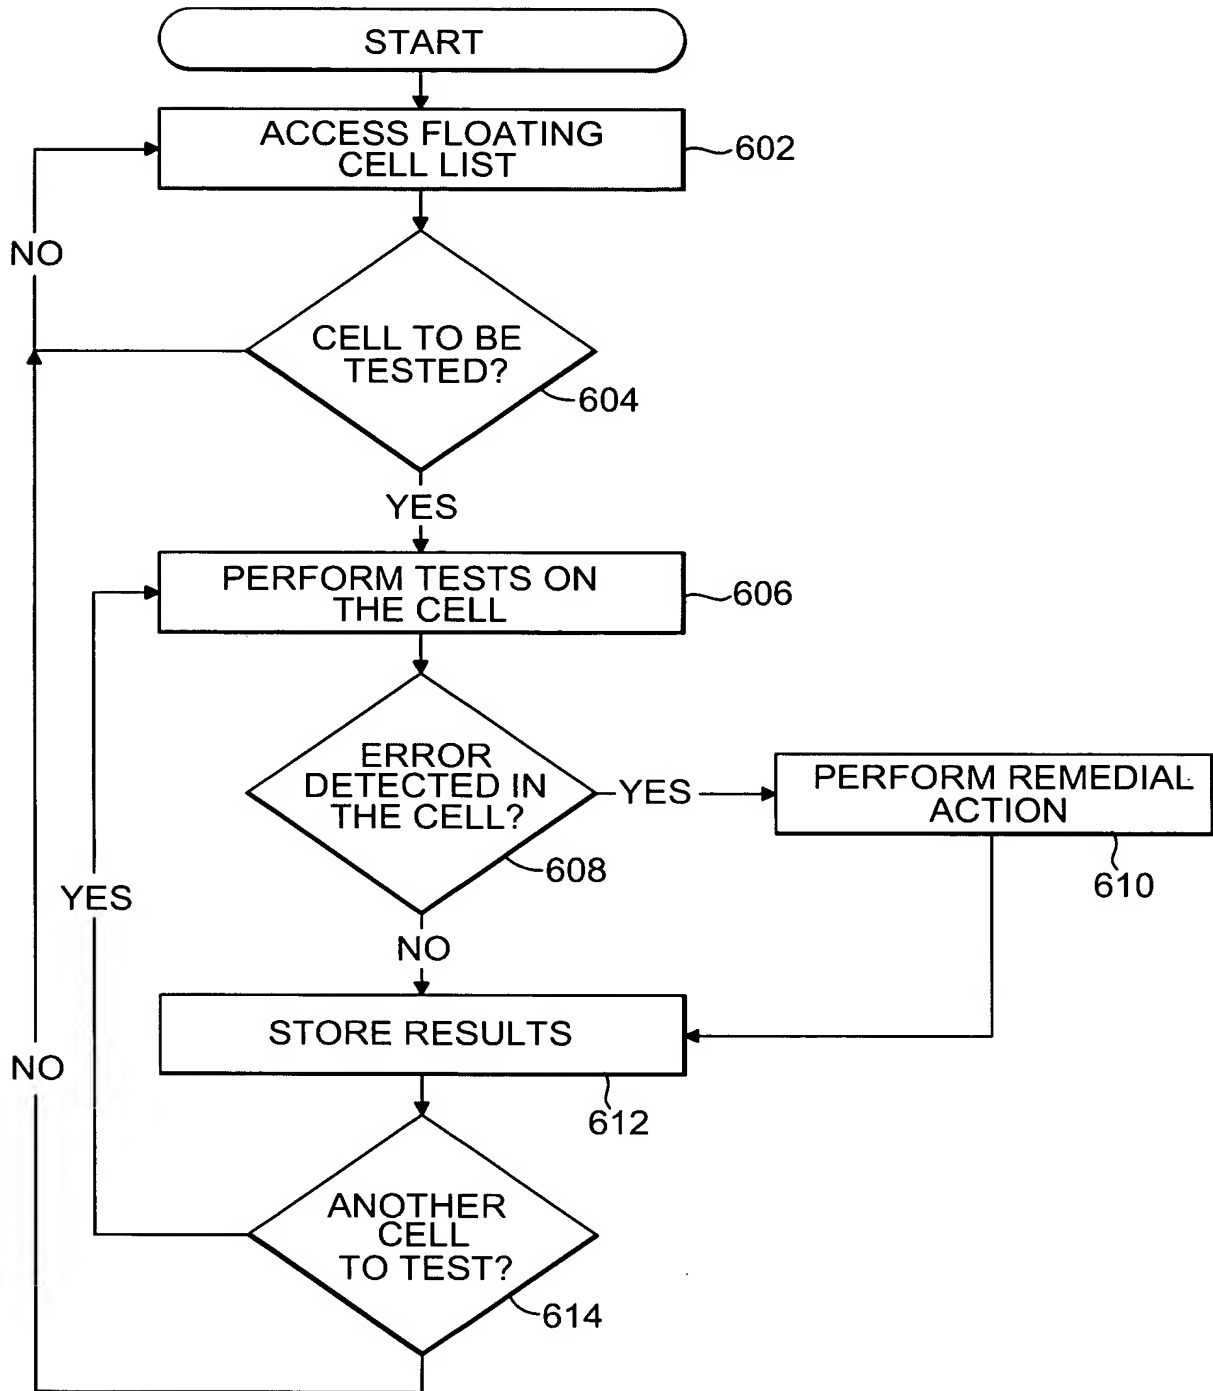 START
ACCESS FLOATING
CELL LIST
602
NO
CELL TO BE
TESTED?
604
YES
PERFORM TESTS ON
THE CELL
606
ERROR
DETECTED IN
THE CELL?
608
YES
PERFORM REMEDIAL
ACTION
610
YES
NO
STORE RESULTS
612
NO
ANOTHER
CELL
TO TEST?
614